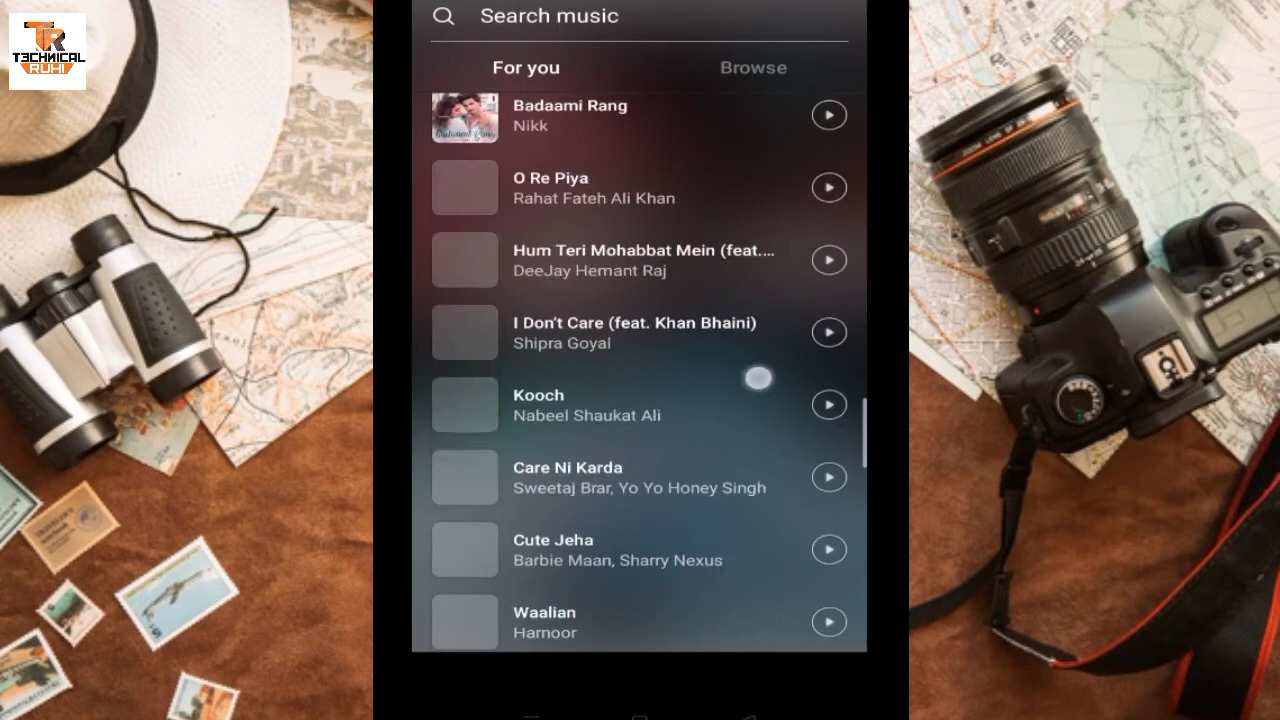 TR
T3CHNICAL
RUHI
Search music
For you
Browse
Badaami Rang
Nikk
O Re Piya
Rahat Fateh Ali Khan
Hum Teri Mohabbat Mein (feat....
DeeJay Hemant Raj
I Don't Care (feat. Khan Bhaini)
Shipra Goyal
Kooch
Nabeel Shaukat Ali
Care Ni Karda
Sweetaj Brar, Yo Yo Honey Singh
Cute Jeha
Barbie Maan, Sharry Nexus
Waalian
Harnoor